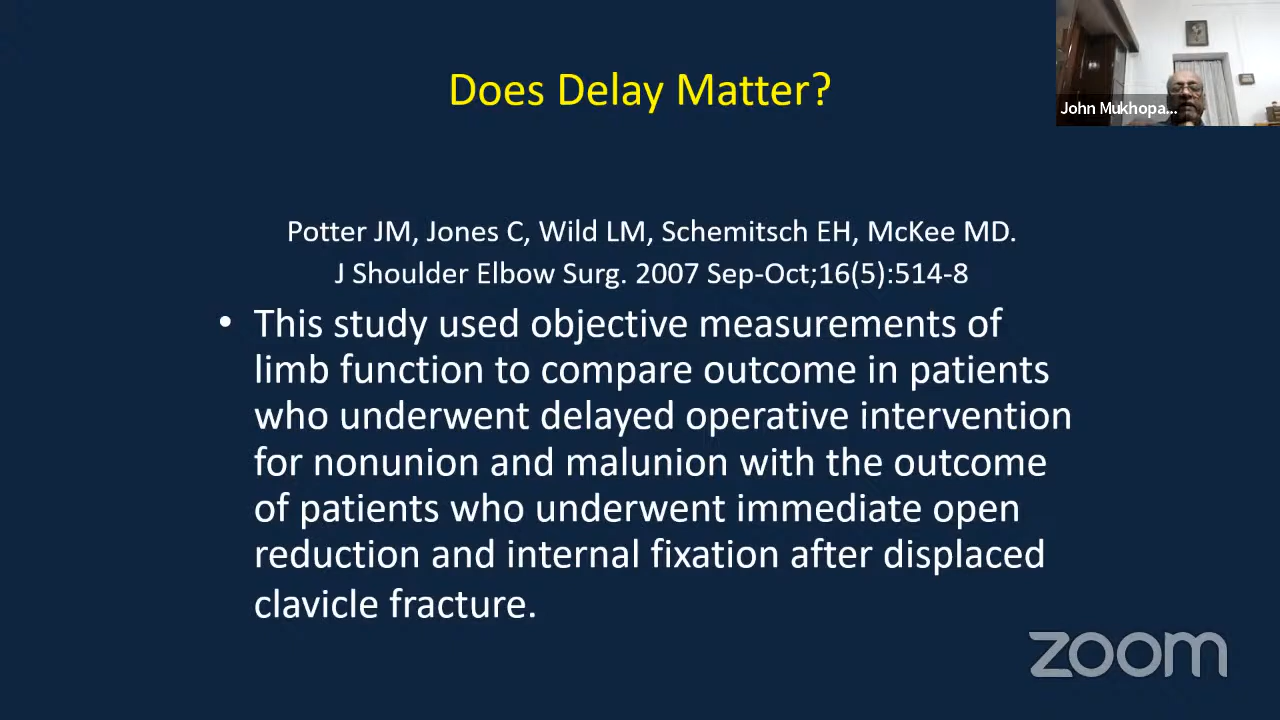 Does Delay Matter?
John Mukhopa...
Potter JM, Jones C, Wild LM, Schemitsch EH, McKee MD.
J Shoulder Elbow Surg. 2007 Sep-Oct;16(5):514-8
• This study used objective measurements of
limb function to compare outcome in patients
who underwent delayed operative intervention
for nonunion and malunion with the outcome
of patients who underwent immediate open
reduction and internal fixation after displaced
clavicle fracture.
zoom